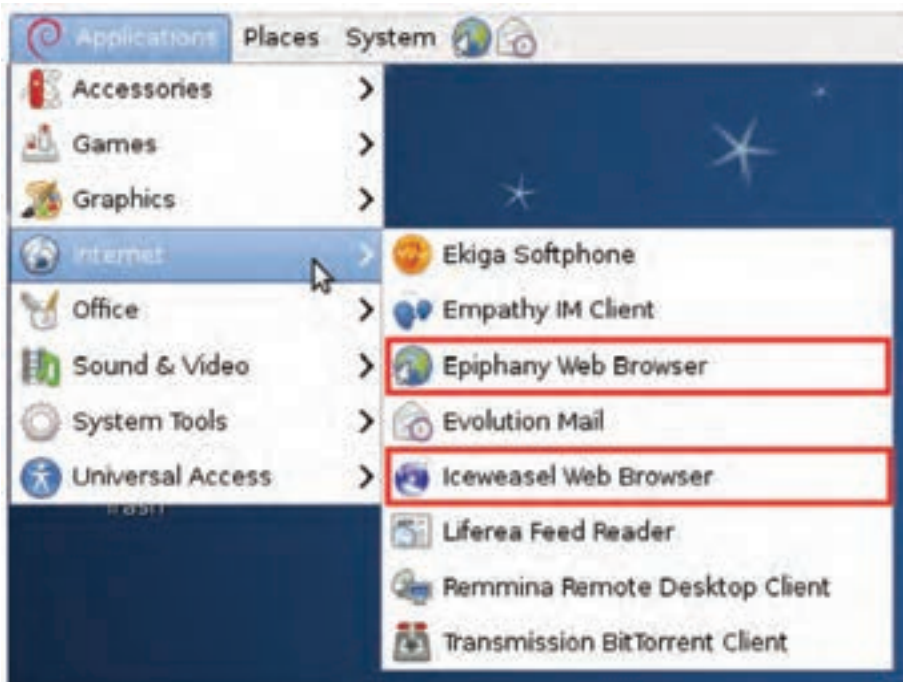 Applications Places System
Accessories
Games
Graphics
Internet
Office
Sound & Video
System Tools
Universal Access
Trash
Ekiga Softphone
Empathy IM Client
Epiphany Web Browser
Evolution Mail
Iceweasel Web Browser
Liferea Feed Reader
Remmina Remote Desktop Client
Transmission BitTorrent Client